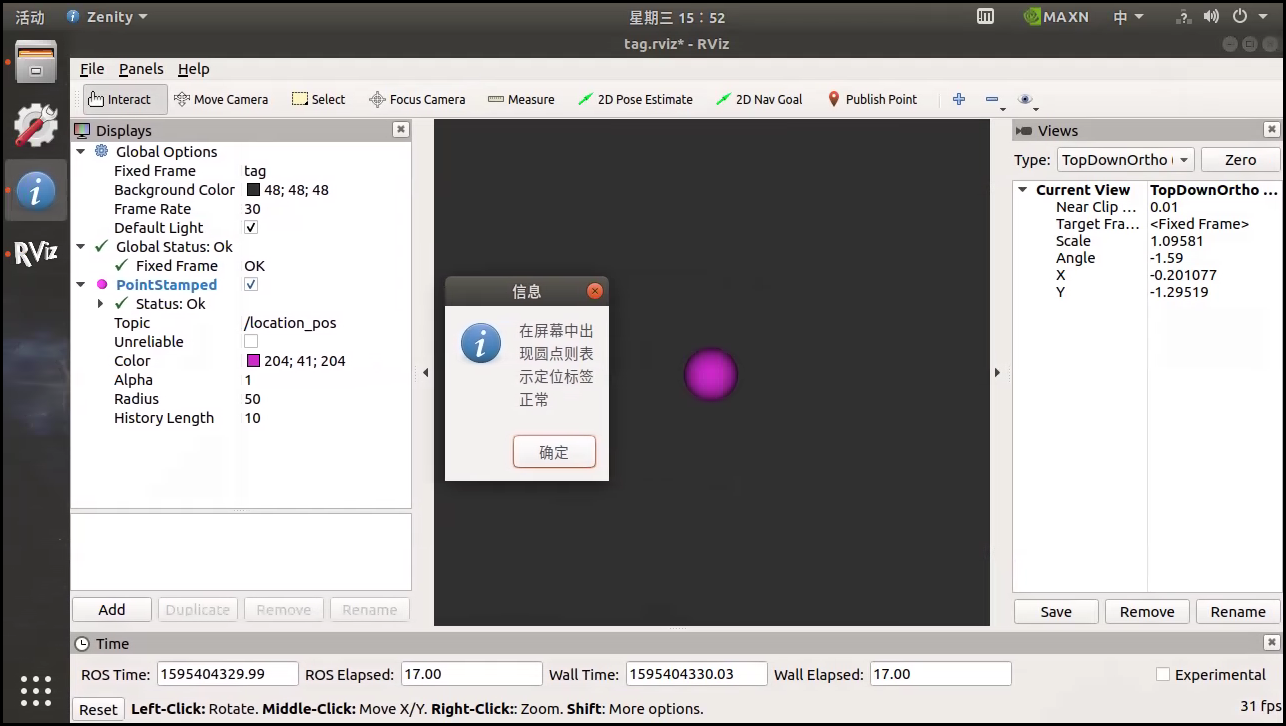 活动
Zenity
星期三 15：52
MAXN
中
tag.rviz* - RViz
File Panels Help
Interact Move Camera Select Focus Camera Measure 2D Pose Estimate 2D Nav Goal Publish Point
Displays
Global Options
Fixed Frame tag
Background Color 48; 48; 48
Frame Rate 30
Default Light
Global Status: Ok
Fixed Frame OK
PointStamped
Status: Ok
Topic /location_pos
Unreliable
Color 204; 41; 204
Alpha 1
Radius 50
History Length 10
Add Duplicate Remove Rename
RViz
信息
在屏幕中出
现圆点则表
示定位标签
正常
确定
Views
Type: TopDownOrtho Zero
Current View TopDownOrtho ...
Near Clip ... 0.01
Target Fra... <Fixed Frame>
Scale 1.09581
Angle -1.59
X -0.201077
Y -1.29519
Save Remove Rename
Time
ROS Time: 1595404329.99 ROS Elapsed: 17.00 Wall Time: 1595404330.03 Wall Elapsed: 17.00 Experimental
Reset Left-Click: Rotate. Middle-Click: Move X/Y. Right-Click:: Zoom. Shift: More options. 31 fps